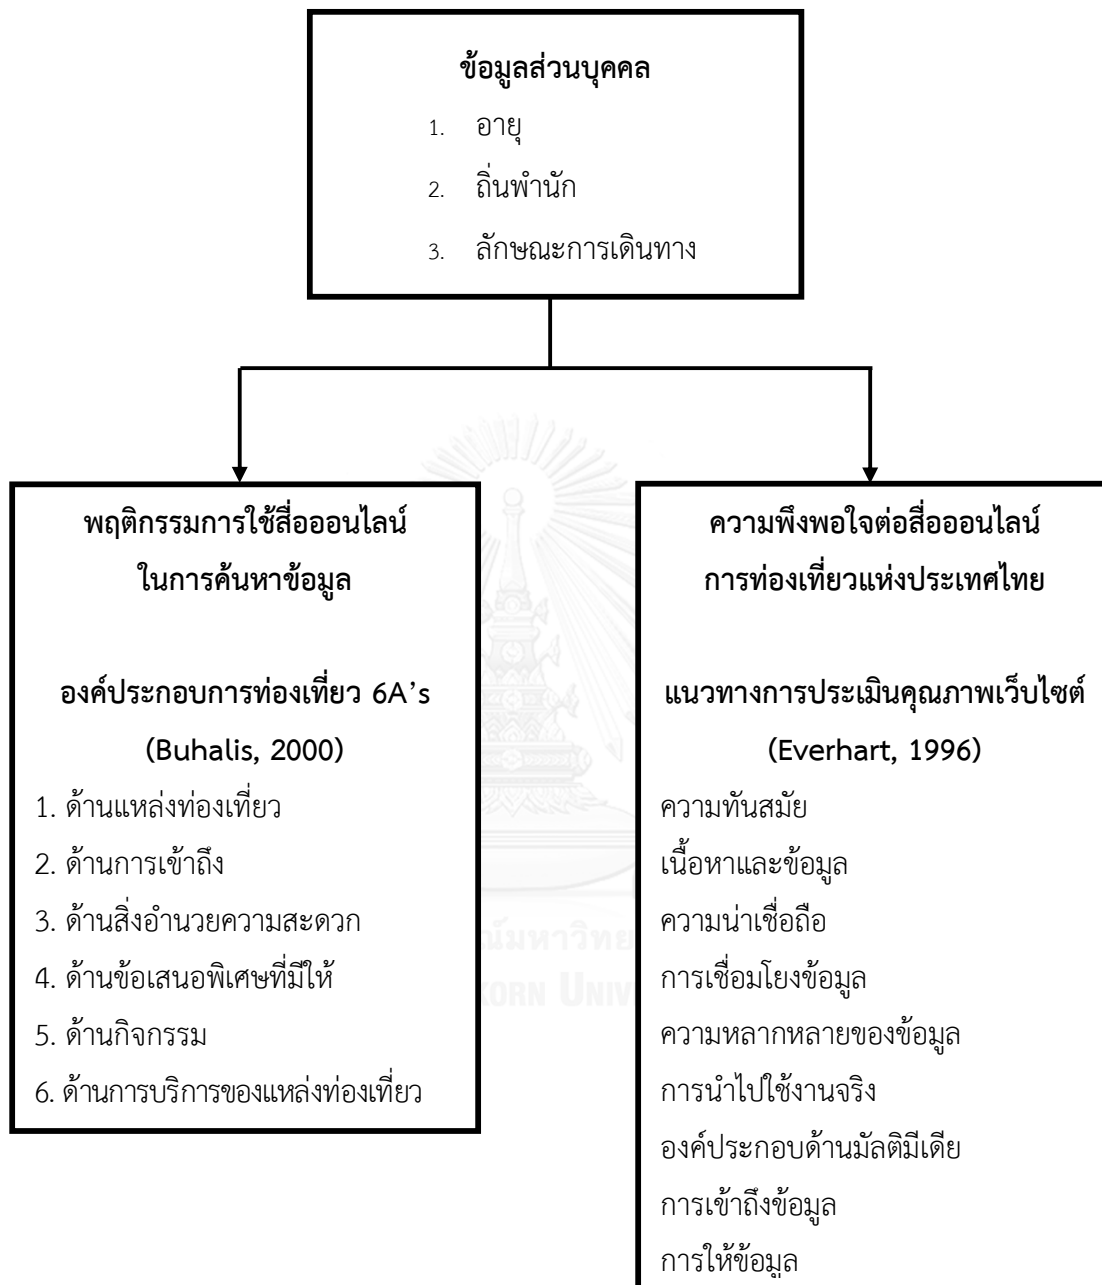 ข้อมูลส่วนบุคคล
1. อายุ
2. ถิ่นพำนัก
3. ลักษณะการเดินทาง
พฤติกรรมการใช้สื่อออนไลน์
ในการค้นหาข้อมูล
องค์ประกอบการท่องเที่ยว 6A's
(Buhalis, 2000)
1. ด้านแหล่งท่องเที่ยว
2. ด้านการเข้าถึง
3. ด้านสิ่งอำนวยความสะดวก
4. ด้านข้อเสนอพิเศษที่มีให้
5. ด้านกิจกรรม
6. ด้านการบริการของแหล่งท่องเที่ยว
ความพึงพอใจต่อสื่อออนไลน์
การท่องเที่ยวแห่งประเทศไทย
แนวทางการประเมินคุณภาพเว็บไซต์
(Everhart, 1996)
ความทันสมัย
เนื้อหาและข้อมูล
ความน่าเชื่อถือ
การเชื่อมโยงข้อมูล
ความหลากหลายของข้อมูล
การนำไปใช้งานจริง
องค์ประกอบด้านมัลติมีเดีย
การเข้าถึงข้อมูล
การให้ข้อมูล